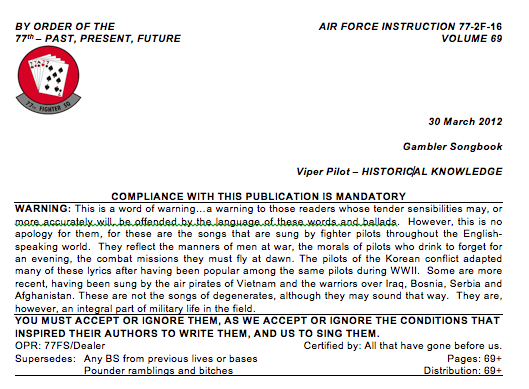 BY ORDER OF THE
77th – PAST, PRESENT, FUTURE
AIR FORCE INSTRUCTION 77-2F-16
VOLUME 69
77TH FIGHTER SQ
30 March 2012
Gambler Songbook
Viper Pilot – HISTORICAL KNOWLEDGE
COMPLIANCE WITH THIS PUBLICATION IS MANDATORY
WARNING: This is a word of warning…a warning to those readers whose tender sensibilities may, or
more accurately will, be offended by the language of these words and ballads. However, this is no
apology for them, for these are the songs that are sung by fighter pilots throughout the English-
speaking world. They reflect the manners of men at war, the morals of pilots who drink to forget for
an evening, the combat missions they must fly at dawn. The pilots of the Korean conflict adapted
many of these lyrics after having been popular among the same pilots during WWII. Some are more
recent, having been sung by the air pirates of Vietnam and the warriors over Iraq, Bosnia, Serbia and
Afghanistan. These are not the songs of degenerates, although they may sound that way. They are,
however, an integral part of military life in the field.
YOU MUST ACCEPT OR IGNORE THEM, AS WE ACCEPT OR IGNORE THE CONDITIONS THAT
INSPIRED THEIR AUTHORS TO WRITE THEM, AND US TO SING THEM.
OPR: 77FS/Dealer Certified by: All that have gone before us.
Supersedes: Any BS from previous lives or bases Pages: 69+
Pounder ramblings and bitches Distribution: 69+